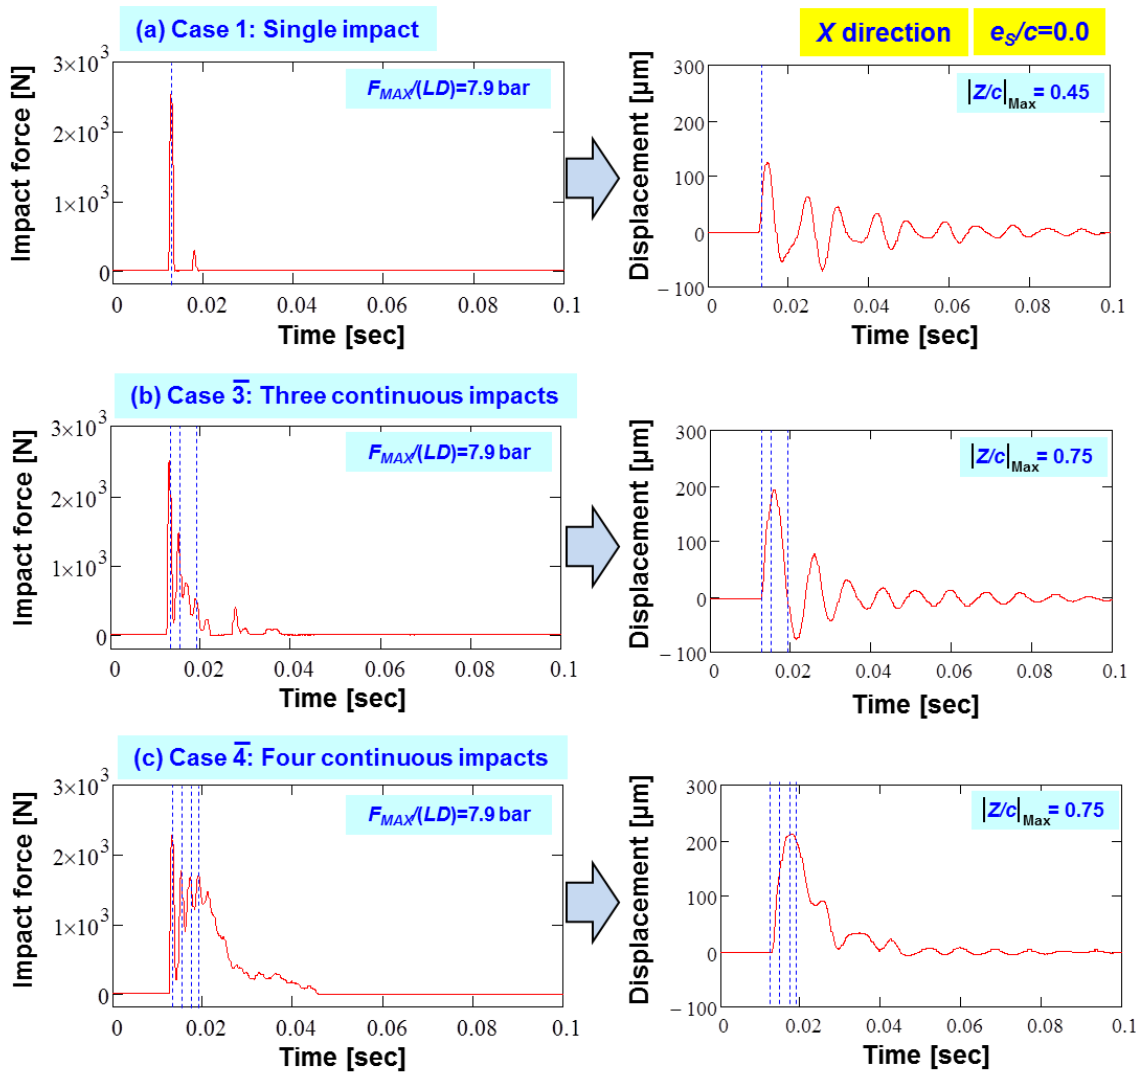 (a) Case 1: Single impact
X direction
e_S/c=0.0
Impact force [N]
3×10³
2×10³
1×10³
0
F_MAX/(LD)=7.9 bar
0 0.02 0.04 0.06 0.08 0.1
Time [sec]
Displacement [µm]
300
200
100
0
– 100
|Z/c|Max = 0.45
0 0.02 0.04 0.06 0.08 0.1
Time [sec]
(b) Case 3̅: Three continuous impacts
Impact force [N]
3×10³
2×10³
1×10³
0
F_MAX/(LD)=7.9 bar
0 0.02 0.04 0.06 0.08 0.1
Time [sec]
Displacement [µm]
300
200
100
0
– 100
|Z/c|Max = 0.75
0 0.02 0.04 0.06 0.08 0.1
Time [sec]
(c) Case 4̅: Four continuous impacts
Impact force [N]
3×10³
2×10³
1×10³
0
F_MAX/(LD)=7.9 bar
0 0.02 0.04 0.06 0.08 0.1
Time [sec]
Displacement [µm]
300
200
100
0
– 100
|Z/c|Max = 0.75
0 0.02 0.04 0.06 0.08 0.1
Time [sec]